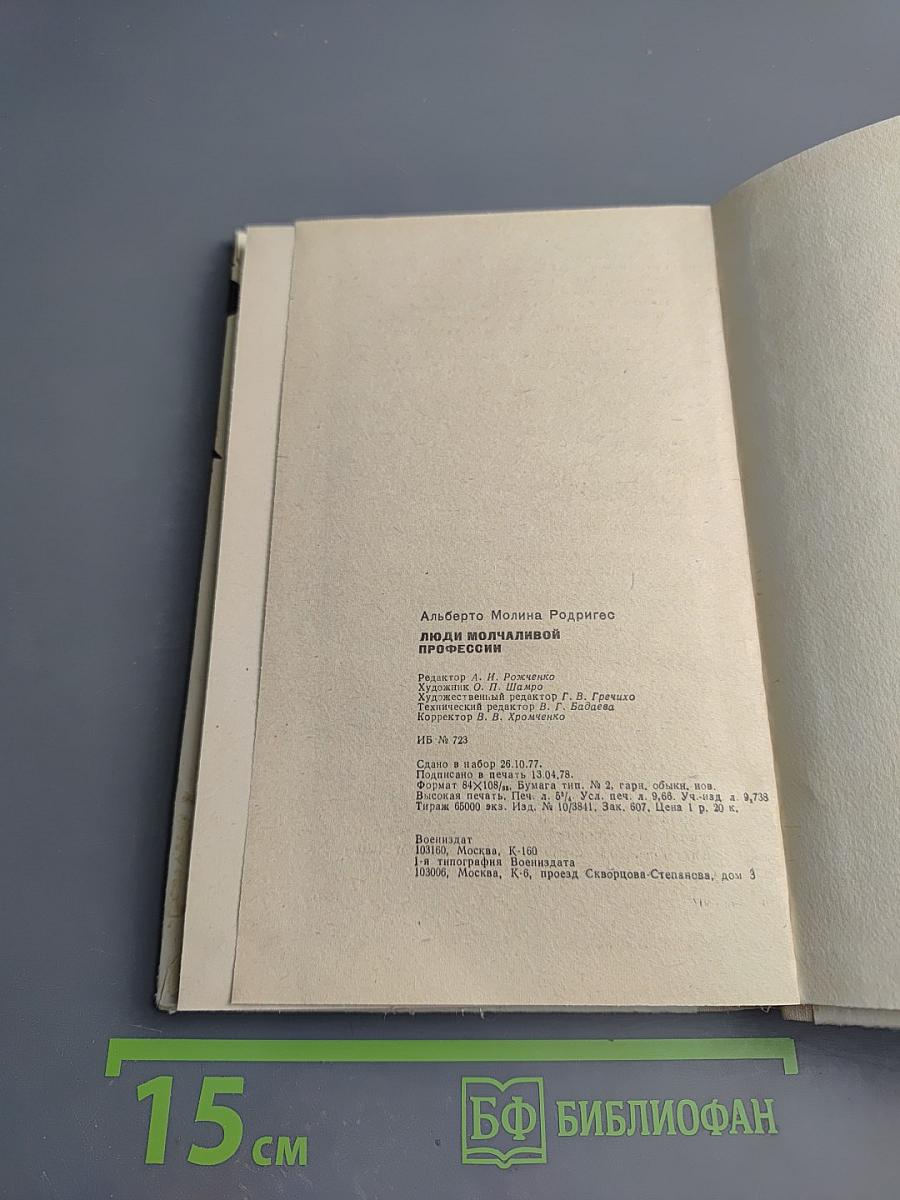 Альберто Молина Родригес
ЛЮДИ МОЛЧАЛИВОЙ
ПРОФЕССИИ
Редактор А. И. Рожченко
Художник О. П. Шамро
Художественный редактор Г. В. Гречихо
Технический редактор В. Г. Бадаева
Корректор В. В. Хромченко
ИБ № 723
Сдано в набор 26.10.77.
Подписано в печать 13.04.78.
Формат 84×108/₃₂. Бумага тип. № 2, гарн. обыкн. нов.
Высокая печать. Печ. л. 5³/₄. Усл. печ. л. 9,66. Уч.-изд. л. 9,738
Тираж 65000 экз. Изд. № 10/3841. Зак. 607. Цена 1 р. 20 к.
Воениздат
103160, Москва, К-160
1-я типография Воениздата
103006, Москва, К-6, проезд Скворцова-Степанова, дом 3
15 см
БФ БИБЛИОФАН